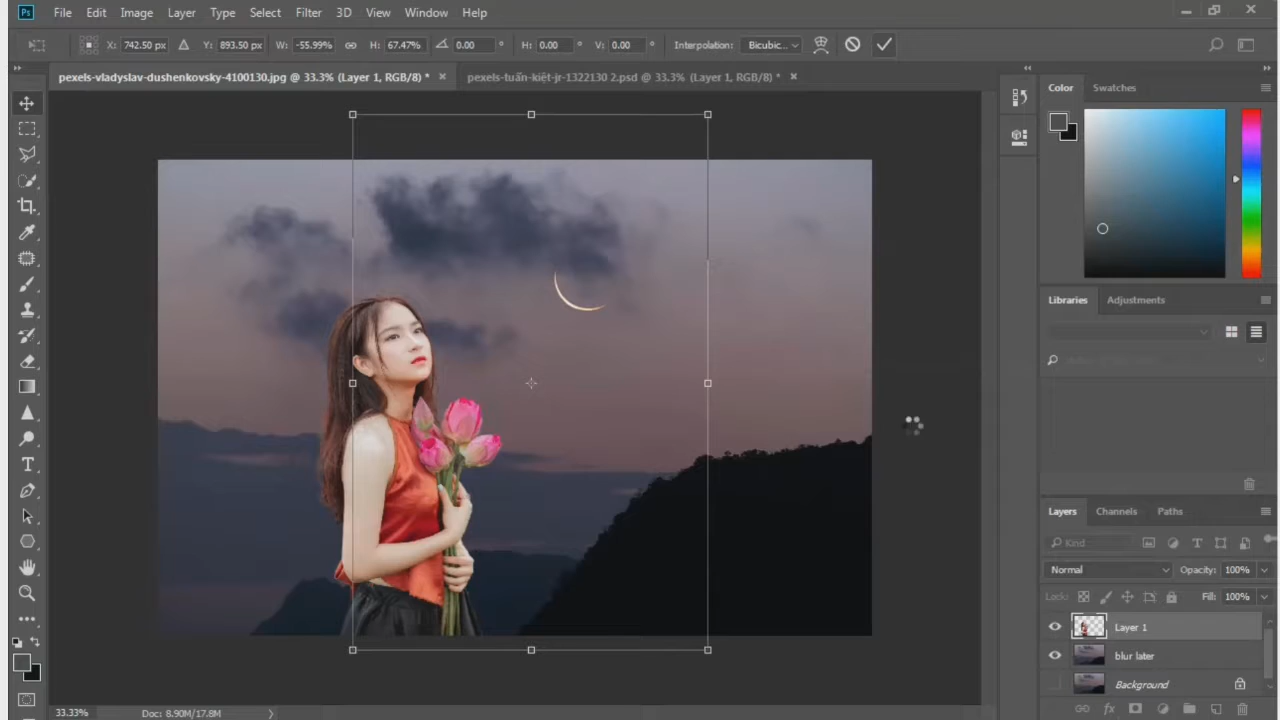 Ps File Edit Image Layer Type Select Filter 3D View Window Help
X: 742.50 px Y: 893.50 px W: -55.99% H: 67.47% 0.00 ° H: 0.00 ° V: 0.00 ° Interpolation: Bicubic...
pexels-vladyslav-dushenkovsky-4100130.jpg @ 33.3% (Layer 1, RGB/8) * × pexels-tuấn-kiệt-jr-1322130 2.psd @ 33.3% (Layer 1, RGB/8) * ×
Color Swatches
Libraries Adjustments
Layers Channels Paths
Kind
Normal Opacity: 100%
Lock: Fill: 100%
Layer 1
blur later
Background
33.33% Doc: 8.90M/17.8M